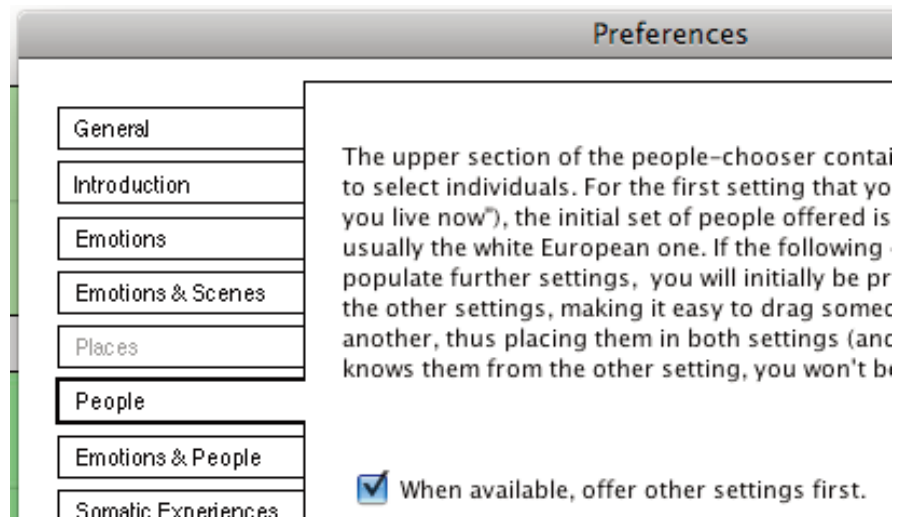 Preferences
General
Introduction
Emotions
Emotions & Scenes
Places
People
Emotions & People
Somatic Experiences
The upper section of the people-chooser contai
to select individuals. For the first setting that yo
you live now"), the initial set of people offered is
usually the white European one. If the following
populate further settings, you will initially be pr
the other settings, making it easy to drag someo
another, thus placing them in both settings (and
knows them from the other setting, you won't be
When available, offer other settings first.